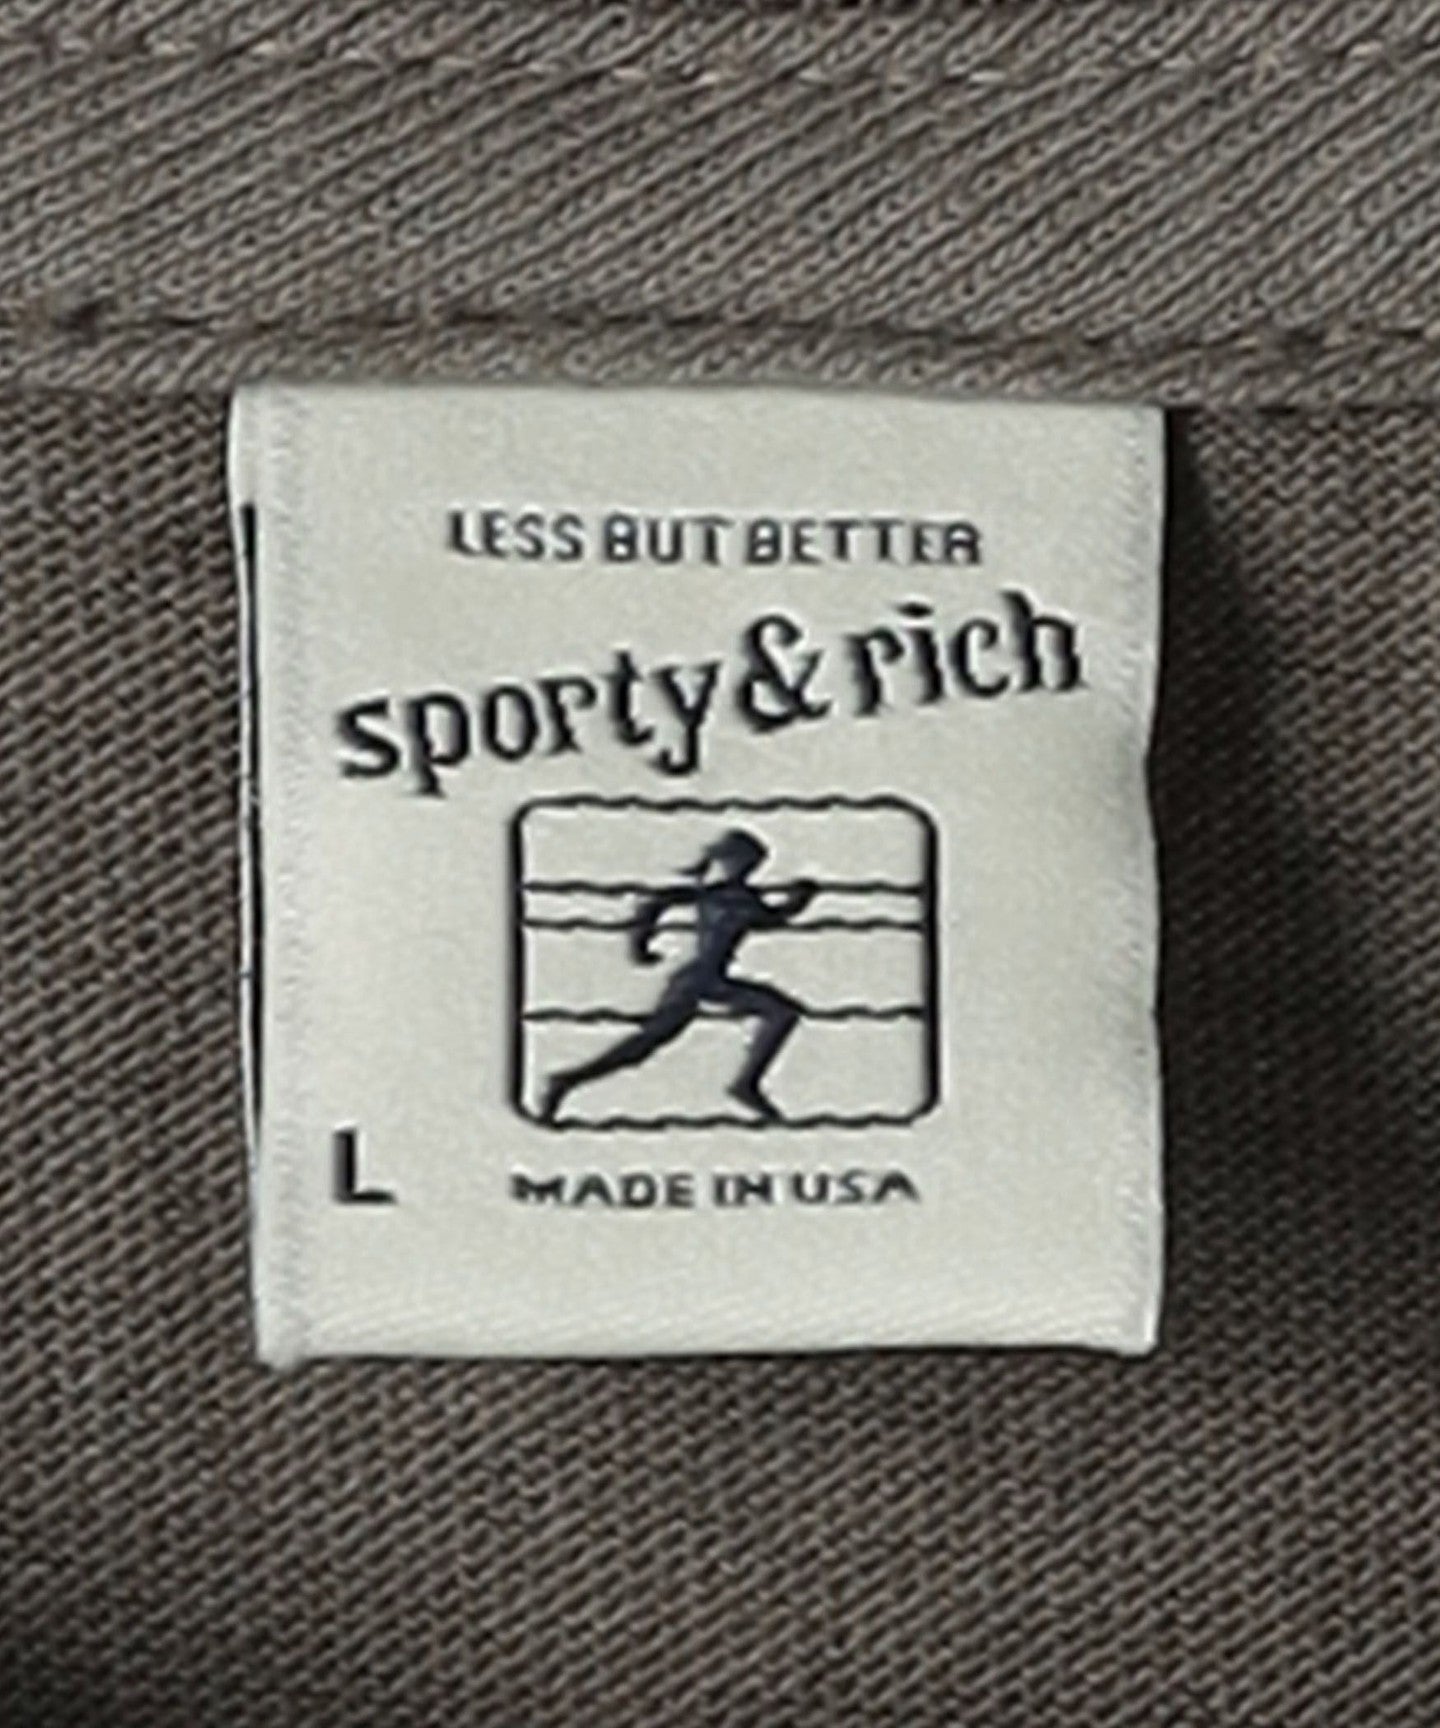 LESS BUT BETTER
sporty & rich
L
MADE IN USA